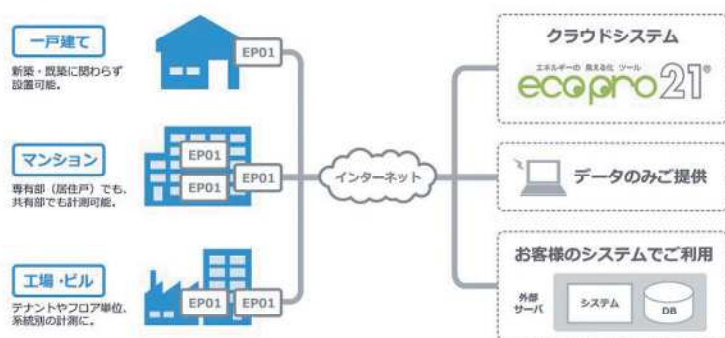 一戸建て
新築・既築に関わらず
設置可能。
EP01
マンション
専有部（居住戸）でも、
共有部でも計測可能。
EP01
EP01
EP01
工場・ビル
テナントやフロア単位、
系統別の計測に。
EP01
EP01
インターネット
クラウドシステム
エネルギーの 見える化 ツール
ecopro21®
データのみご提供
お客様のシステムでご利用
外部
サーバ
システム
DB